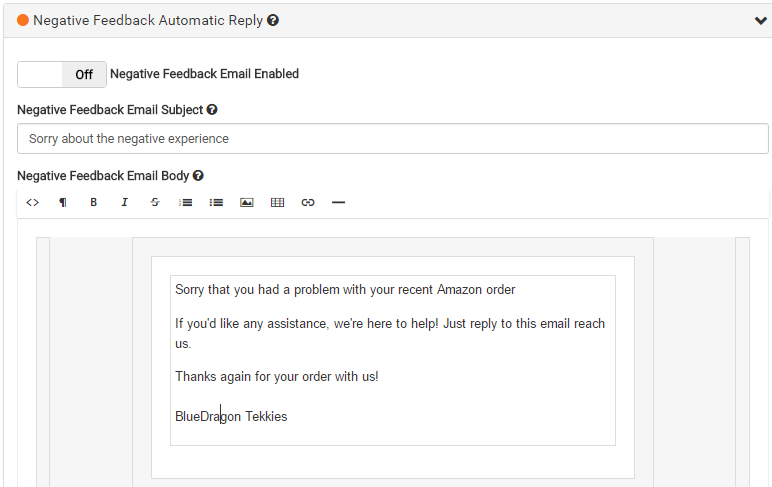 Negative Feedback Automatic Reply ?
Off Negative Feedback Email Enabled
Negative Feedback Email Subject ?
Sorry about the negative experience
Negative Feedback Email Body ?
<> ¶ B I S
Sorry that you had a problem with your recent Amazon order
If you'd like any assistance, we're here to help! Just reply to this email reach
us.
Thanks again for your order with us!
BlueDragon Tekkies